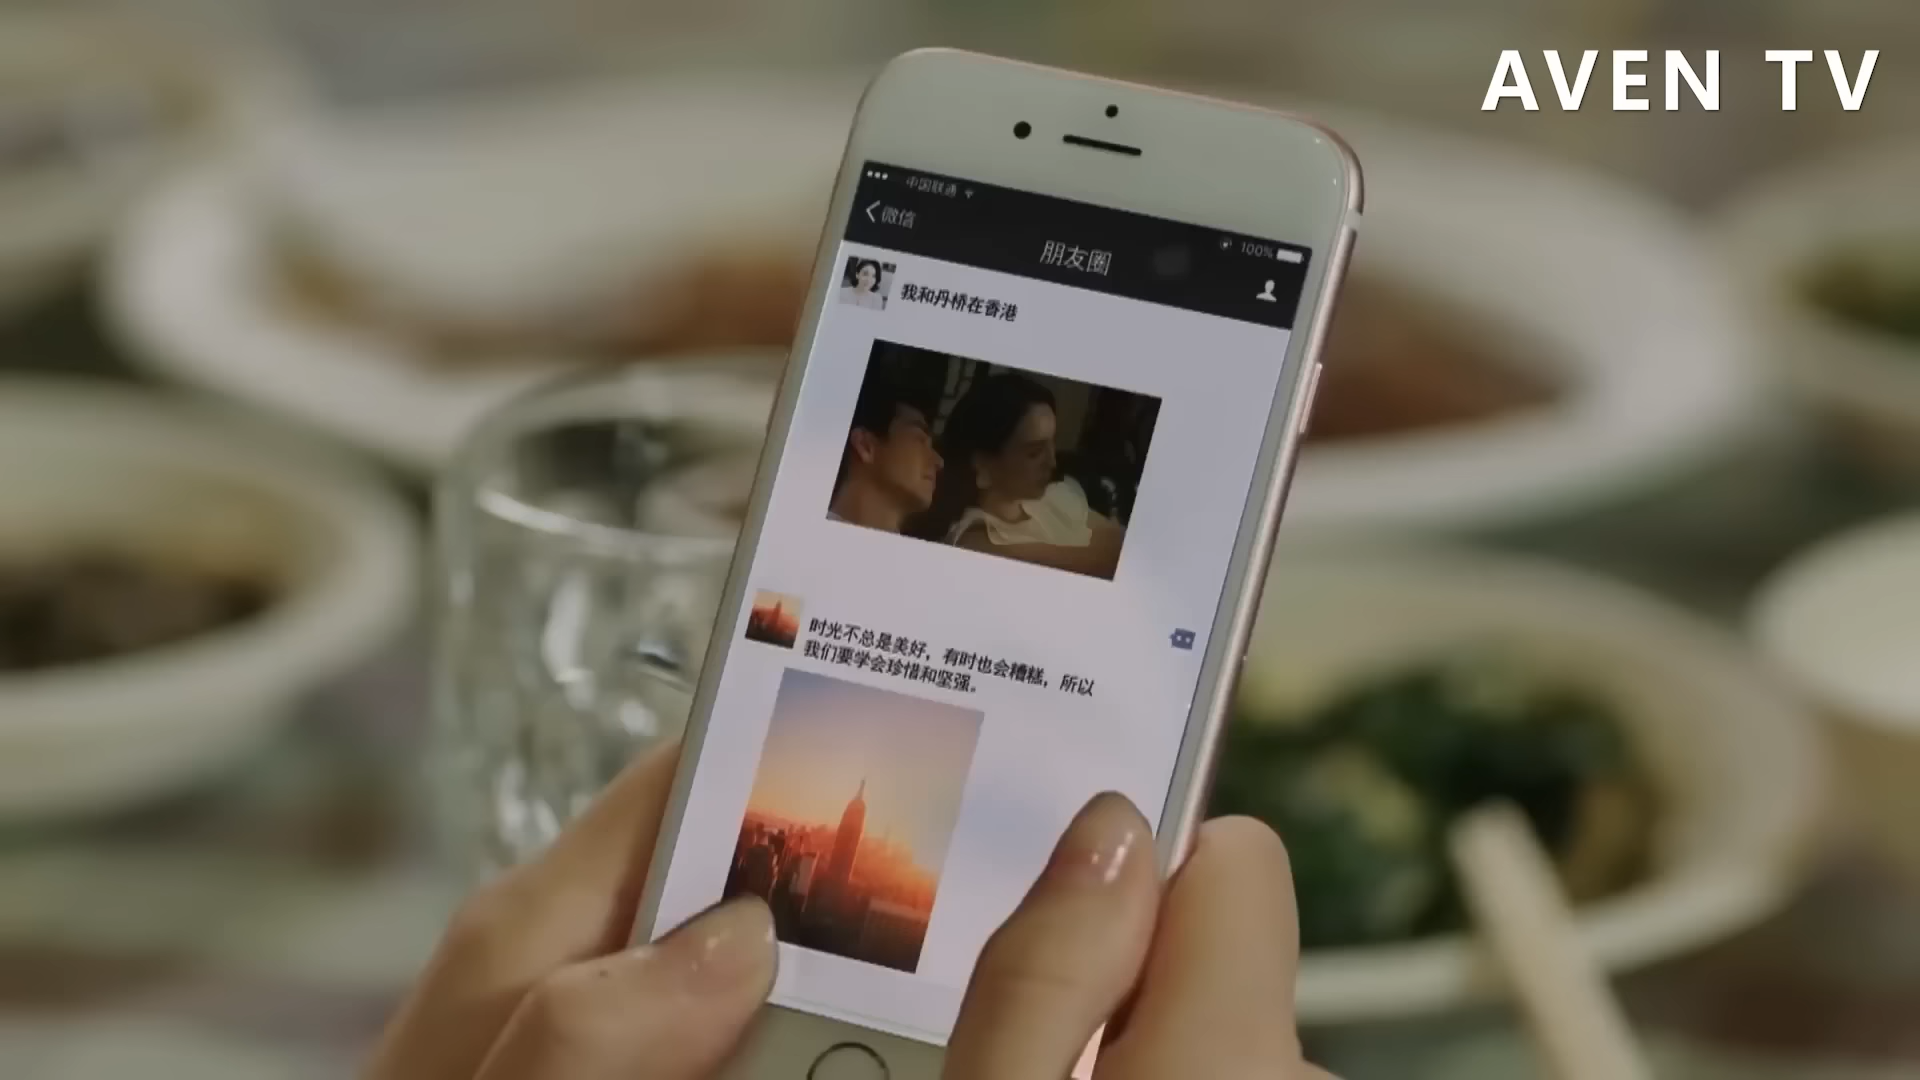 AVEN TV
中国联通
100%
微信
朋友圈
我和丹桥在香港
时光不总是美好，有时也会糟糕，所以
我们要学会珍惜和坚强。